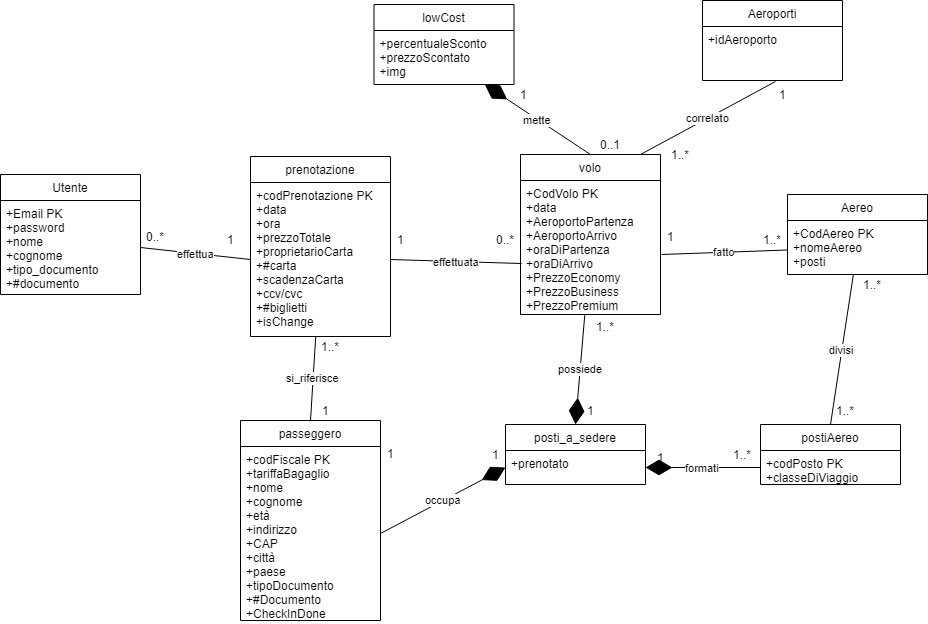 lowCost
+percentualeSconto
+prezzoScontato
+img
1
mette
0..1
Aeroporti
+idAeroporto
1
correlato
1..*
Utente
+Email PK
+password
+nome
+cognome
+tipo_documento
+#documento
0..*
effettua
1
prenotazione
+codPrenotazione PK
+data
+ora
+prezzoTotale
+proprietarioCarta
+#carta
+scadenzaCarta
+ccv/cvc
+#biglietti
+isChange
1
effettuata
0..*
volo
+CodVolo PK
+data
+AeroportoPartenza
+AeroportoArrivo
+oraDiPartenza
+oraDiArrivo
+PrezzoEconomy
+PrezzoBusiness
+PrezzoPremium
1
fatto
1..*
Aereo
+CodAereo PK
+nomeAereo
+posti
1..*
divisi
1..*
1..*
si_riferisce
1
1..*
possiede
1
passeggero
+codFiscale PK
+tariffaBagaglio
+nome
+cognome
+età
+indirizzo
+CAP
+città
+paese
+tipoDocumento
+#Documento
+CheckInDone
1
occupa
1
posti_a_sedere
+prenotato
1
formati
1..*
postiAereo
+codPosto PK
+classeDiViaggio